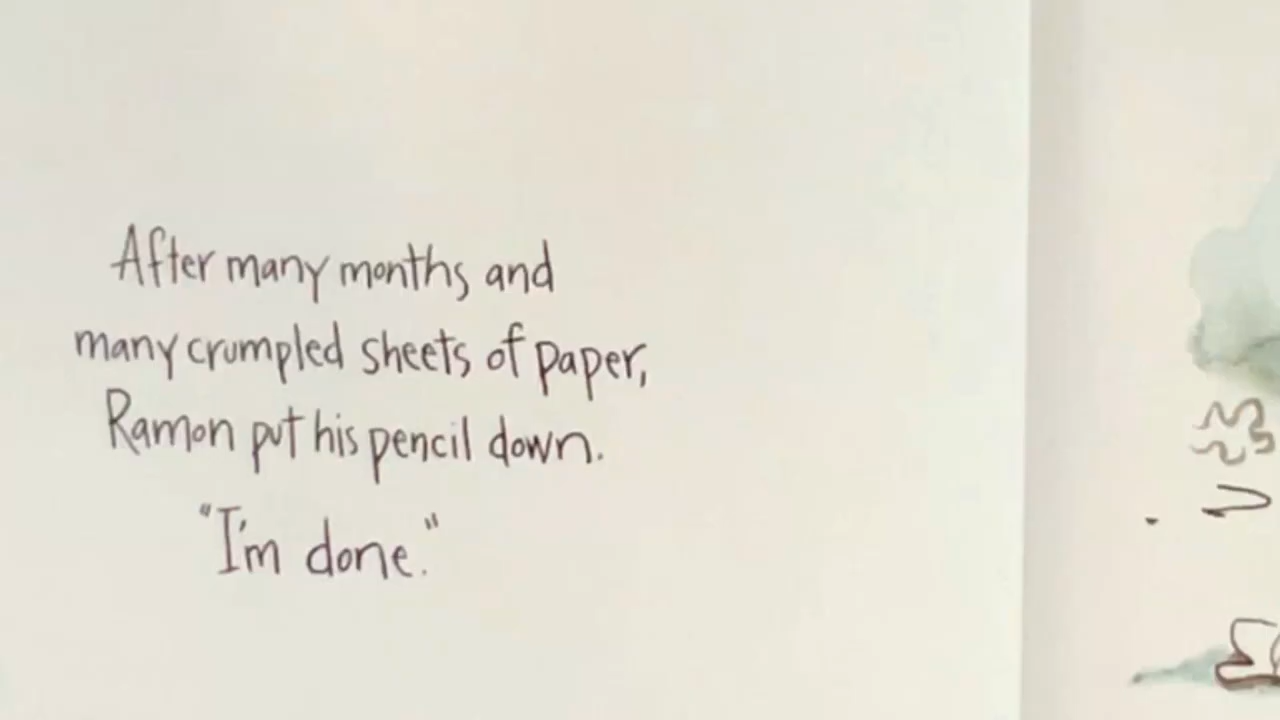 After many months and
many crumpled sheets of paper,
Ramon put his pencil down.
"I'm done."